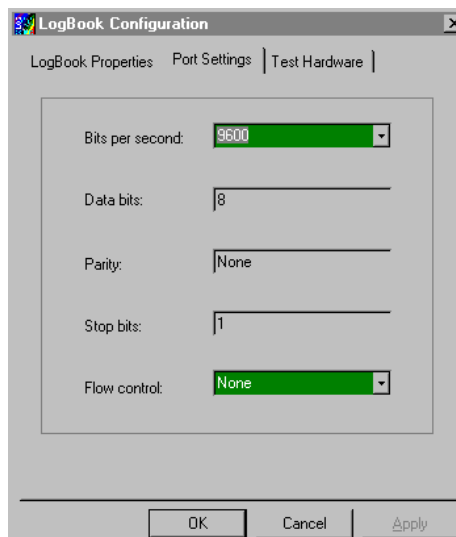 LogBook Configuration
LogBook Properties Port Settings Test Hardware
Bits per second: 9600
Data bits: 8
Parity: None
Stop bits: 1
Flow control: None
OK Cancel Apply